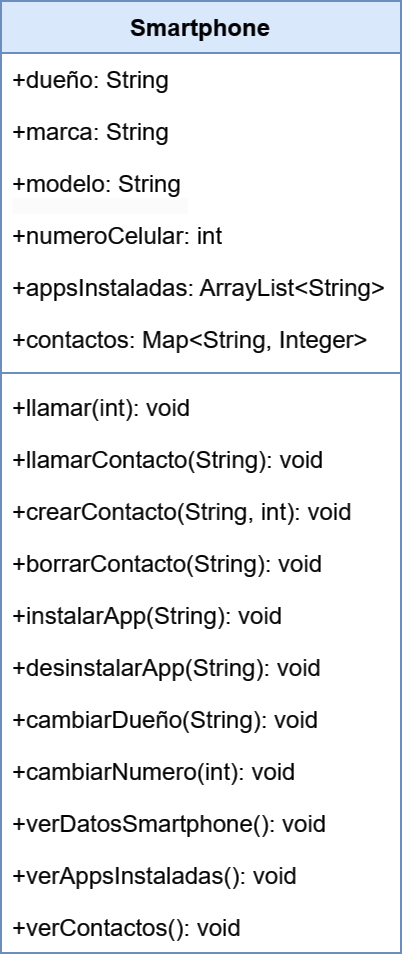 Smartphone
+dueño: String
+marca: String
+modelo: String
+numeroCelular: int
+appsInstaladas: ArrayList<String>
+contactos: Map<String, Integer>
+llamar(int): void
+llamarContacto(String): void
+crearContacto(String, int): void
+borrarContacto(String): void
+instalarApp(String): void
+desinstalarApp(String): void
+cambiarDueño(String): void
+cambiarNumero(int): void
+verDatosSmartphone(): void
+verAppsInstaladas(): void
+verContactos(): void